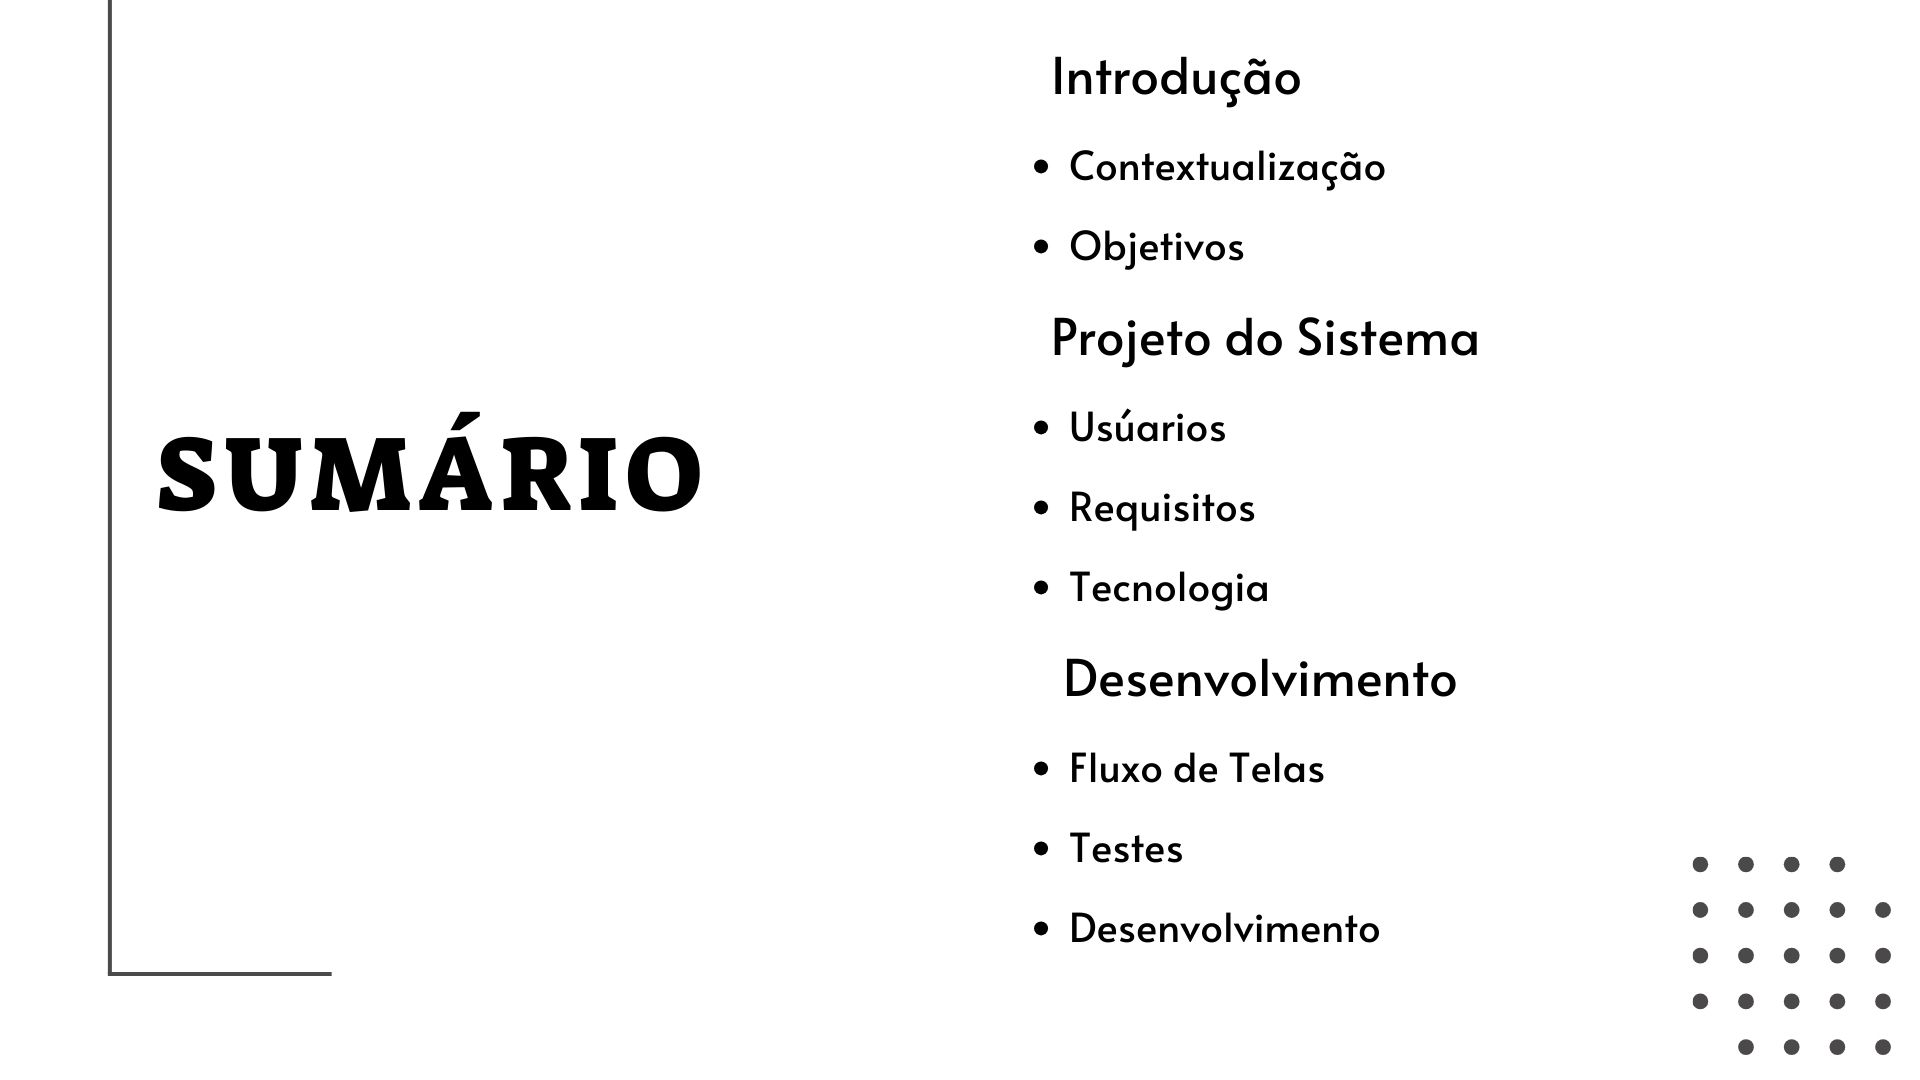 SUMÁRIO
Introdução
• Contextualização
• Objetivos
Projeto do Sistema
• Usúarios
• Requisitos
• Tecnologia
Desenvolvimento
• Fluxo de Telas
• Testes
• Desenvolvimento